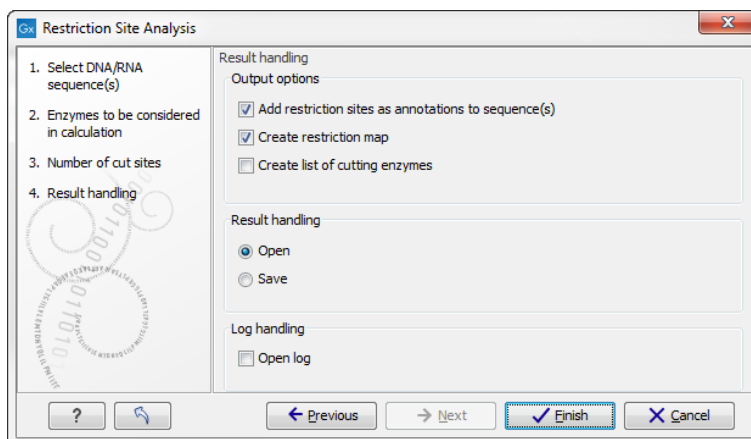 Gx Restriction Site Analysis
X
1. Select DNA/RNA
sequence(s)
2. Enzymes to be considered
in calculation
3. Number of cut sites
4. Result handling
Result handling
Output options
Add restriction sites as annotations to sequence(s)
Create restriction map
Create list of cutting enzymes
Result handling
Open
Save
Log handling
Open log
?
Previous
Next
Finish
Cancel